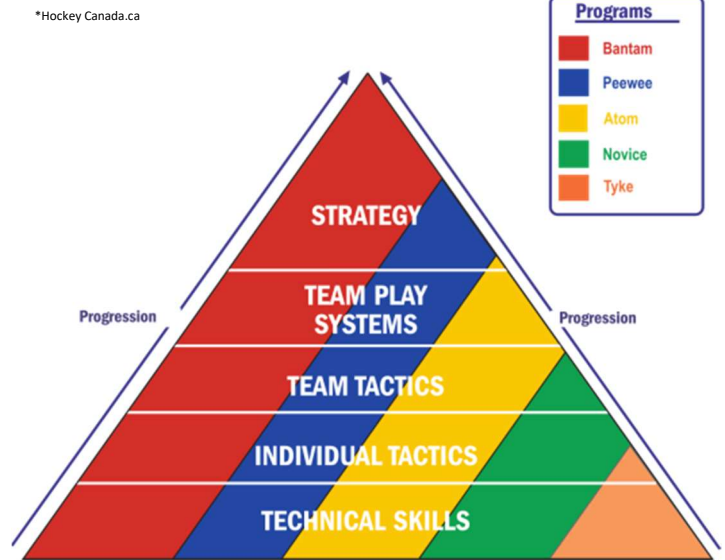 *Hockey Canada.ca
Programs
Bantam
Peewee
Atom
Novice
Tyke
STRATEGY
TEAM PLAY
SYSTEMS
Progression
Progression
TEAM TACTICS
INDIVIDUAL TACTICS
TECHNICAL SKILLS